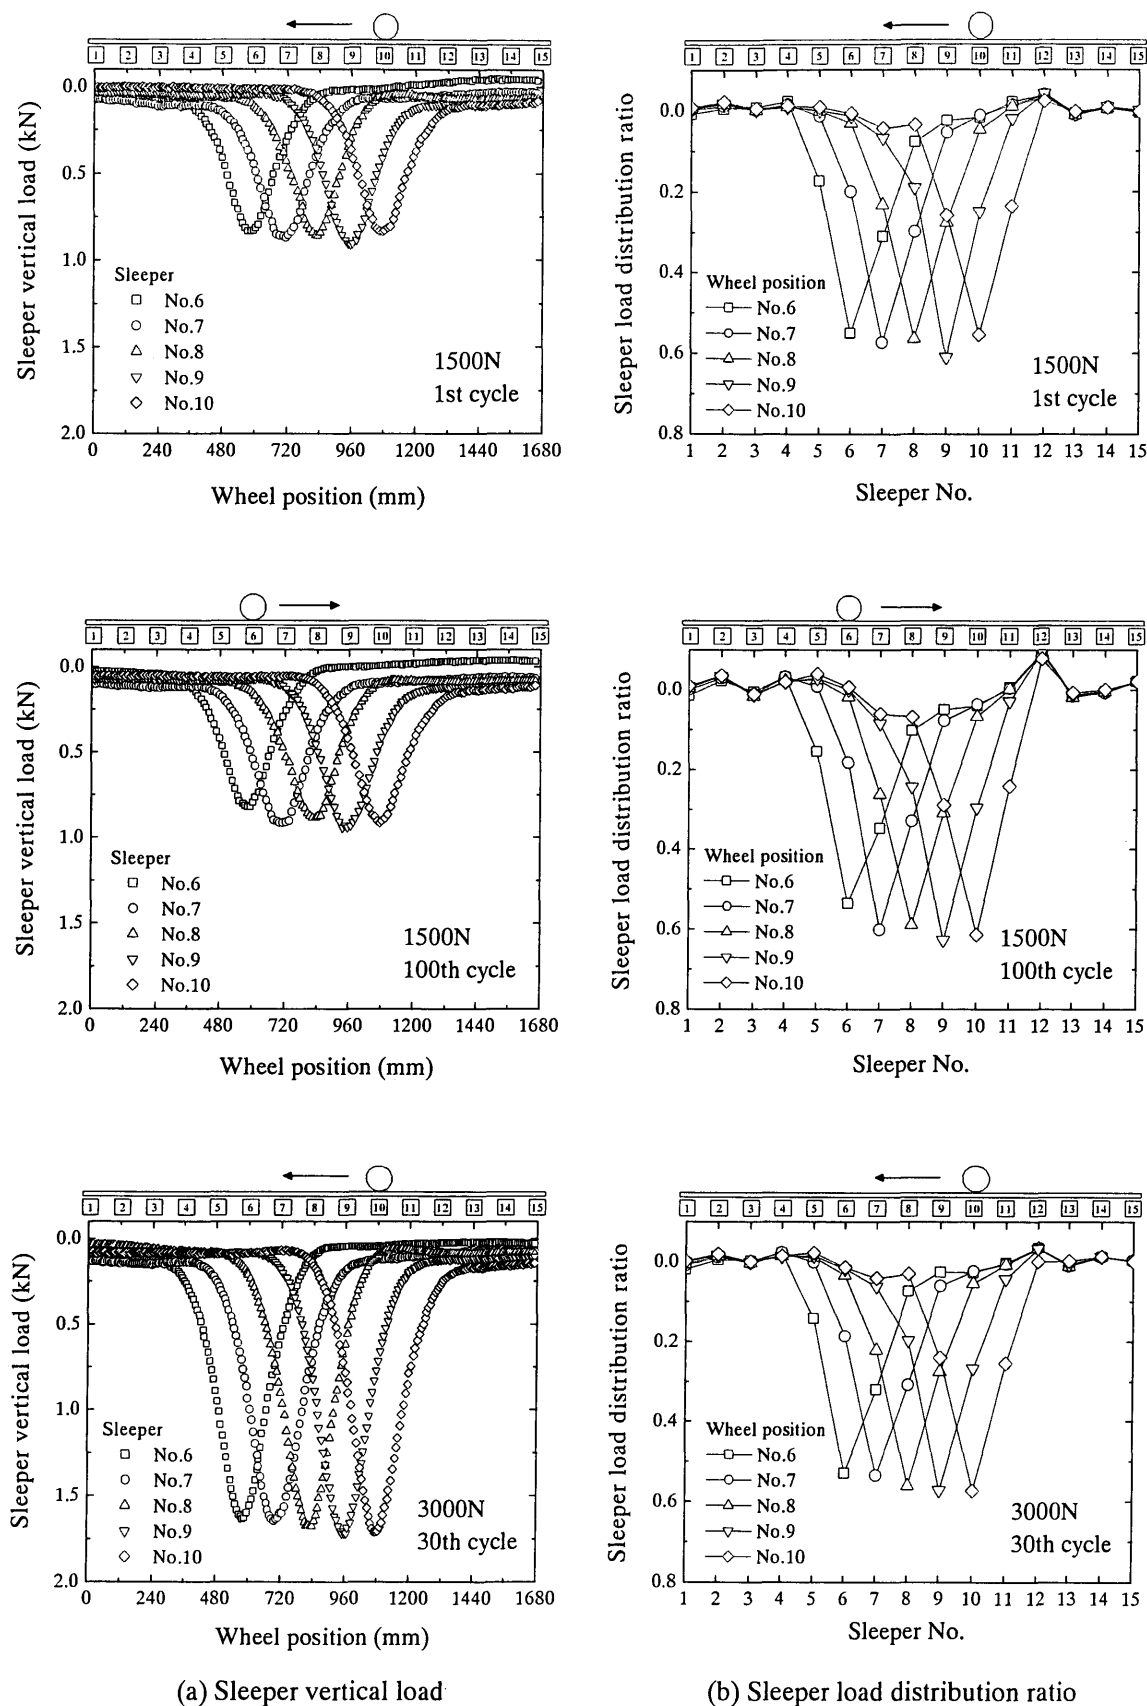 1 2 3 4 5 6 7 8 9 10 11 12 13 14 15
0.0
0.5
1.0
1.5
2.0
Sleeper vertical load (kN)
Sleeper
No.6
No.7
No.8
No.9
No.10
1500N
1st cycle
0 240 480 720 960 1200 1440 1680
Wheel position (mm)
1 2 3 4 5 6 7 8 9 10 11 12 13 14 15
0.0
0.2
0.4
0.6
0.8
Sleeper load distribution ratio
Wheel position
No.6
No.7
No.8
No.9
No.10
1500N
1st cycle
1 2 3 4 5 6 7 8 9 10 11 12 13 14 15
Sleeper No.
1 2 3 4 5 6 7 8 9 10 11 12 13 14 15
0.0
0.5
1.0
1.5
2.0
Sleeper vertical load (kN)
Sleeper
No.6
No.7
No.8
No.9
No.10
1500N
100th cycle
0 240 480 720 960 1200 1440 1680
Wheel position (mm)
1 2 3 4 5 6 7 8 9 10 11 12 13 14 15
0.0
0.2
0.4
0.6
0.8
Sleeper load distribution ratio
Wheel position
No.6
No.7
No.8
No.9
No.10
1500N
100th cycle
1 2 3 4 5 6 7 8 9 10 11 12 13 14 15
Sleeper No.
1 2 3 4 5 6 7 8 9 10 11 12 13 14 15
0.0
0.5
1.0
1.5
2.0
Sleeper vertical load (kN)
Sleeper
No.6
No.7
No.8
No.9
No.10
3000N
30th cycle
0 240 480 720 960 1200 1440 1680
Wheel position (mm)
1 2 3 4 5 6 7 8 9 10 11 12 13 14 15
0.0
0.2
0.4
0.6
0.8
Sleeper load distribution ratio
Wheel position
No.6
No.7
No.8
No.9
No.10
3000N
30th cycle
1 2 3 4 5 6 7 8 9 10 11 12 13 14 15
Sleeper No.
(a) Sleeper vertical load
(b) Sleeper load distribution ratio